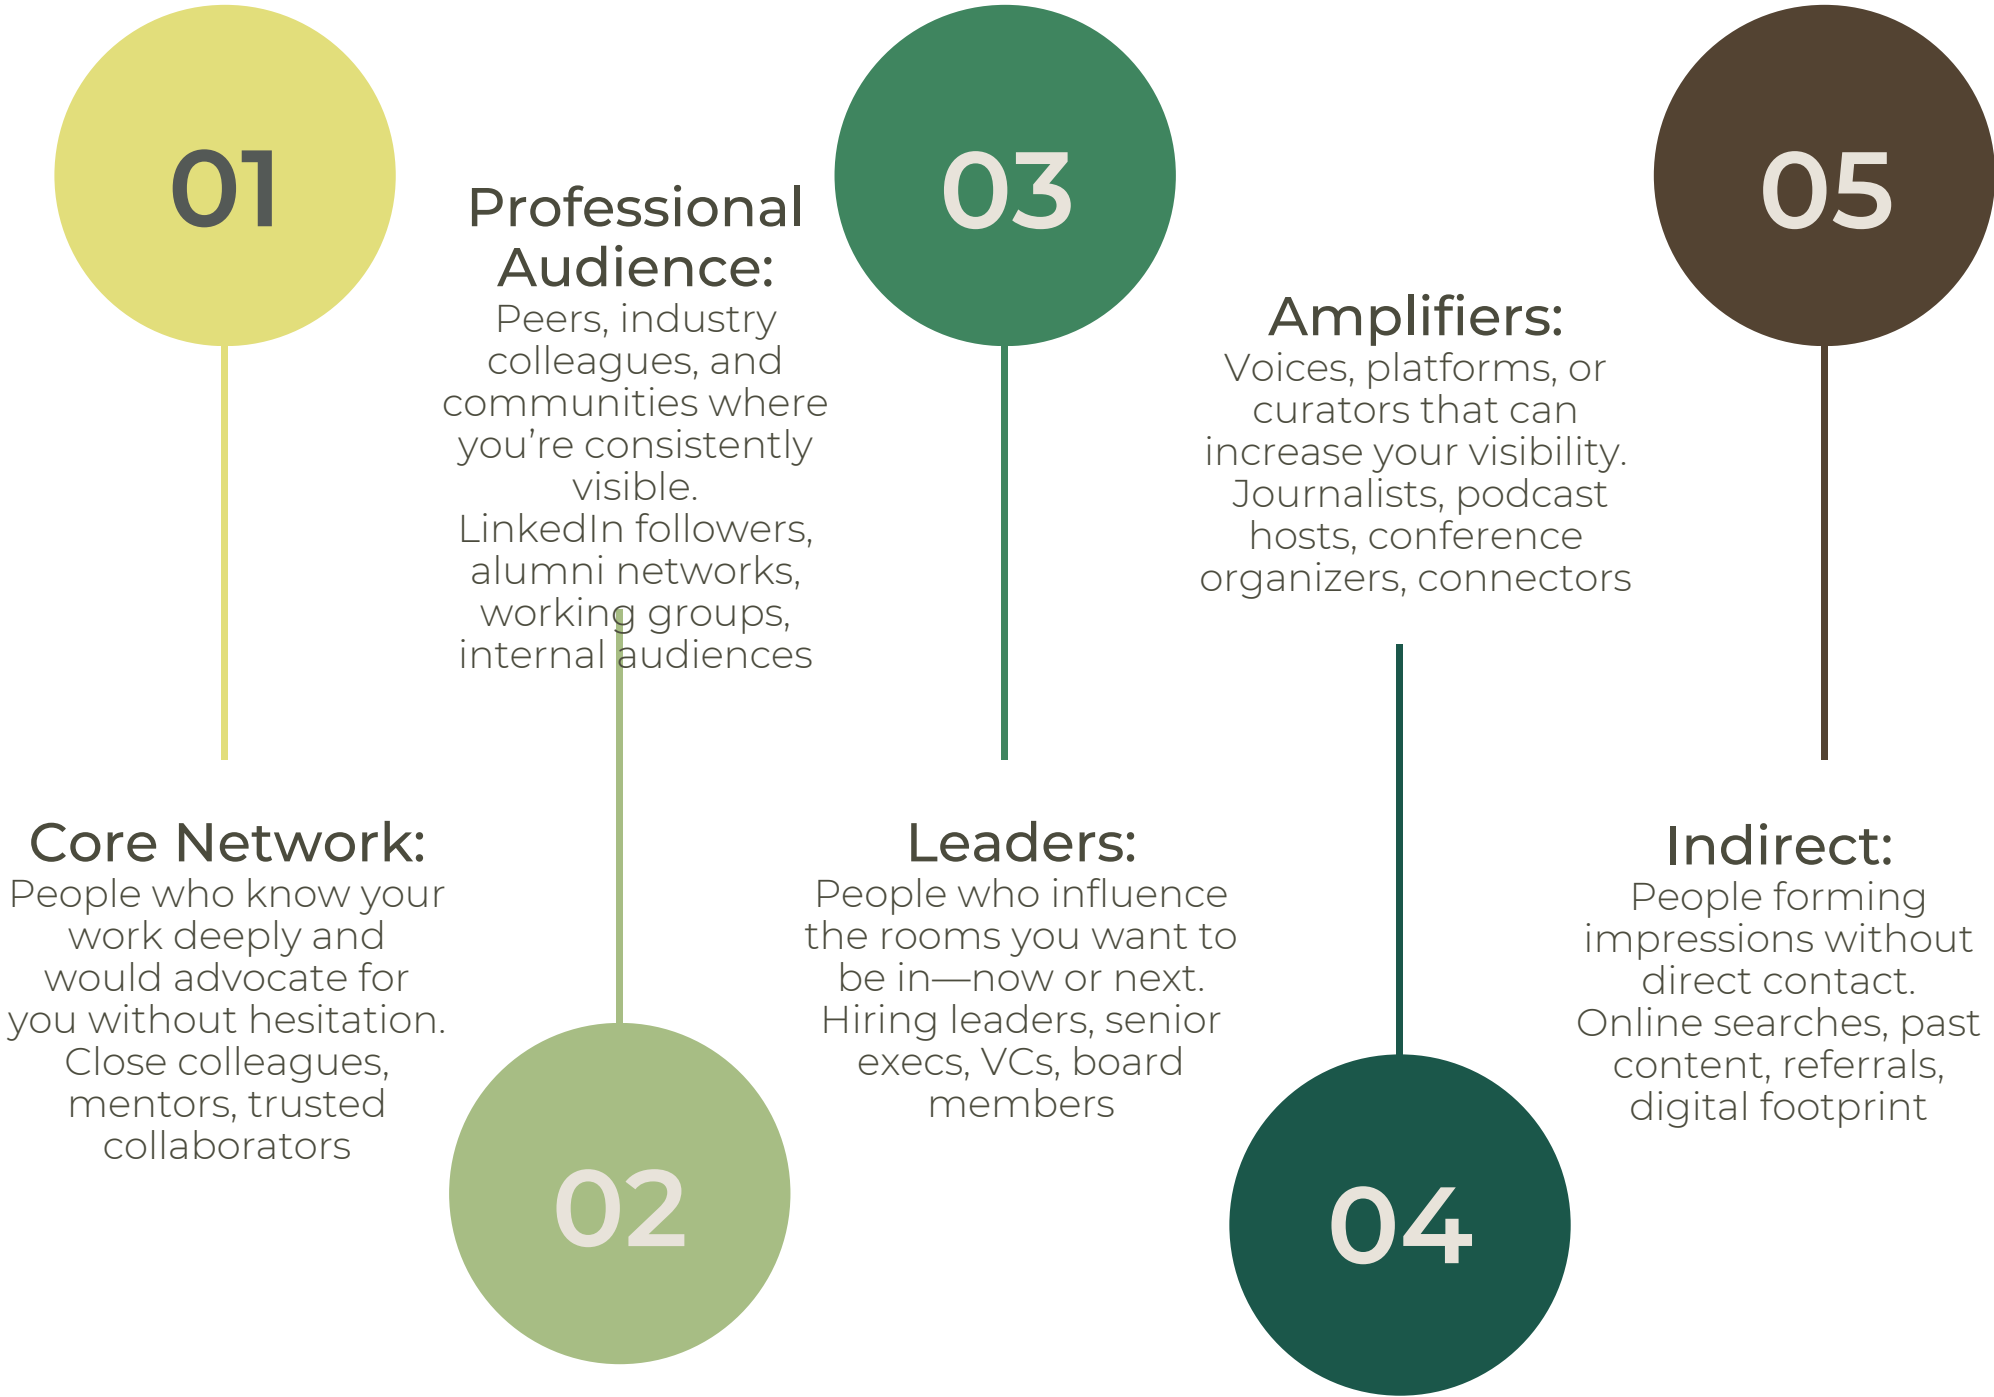 01
Core Network:
People who know your
work deeply and
would advocate for
you without hesitation.
Close colleagues,
mentors, trusted
collaborators
Professional
Audience:
Peers, industry
colleagues, and
communities where
you’re consistently
visible.
LinkedIn followers,
alumni networks,
working groups,
internal audiences
02
03
Leaders:
People who influence
the rooms you want to
be in—now or next.
Hiring leaders, senior
execs, VCs, board
members
Amplifiers:
Voices, platforms, or
curators that can
increase your visibility.
Journalists, podcast
hosts, conference
organizers, connectors
04
05
Indirect:
People forming
impressions without
direct contact.
Online searches, past
content, referrals,
digital footprint